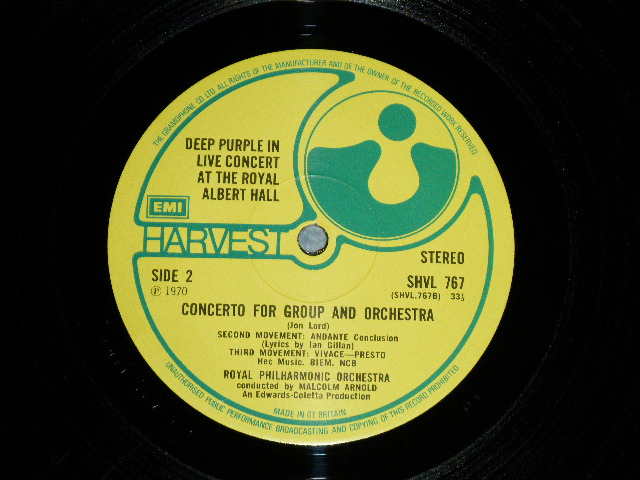 THE GRAMOPHONE CO LTD. ALL RIGHTS OF THE MANUFACTURER AND OF THE OWNER OF THE RECORDED WORK RESERVED.
DEEP PURPLE IN
LIVE CONCERT
AT THE ROYAL
ALBERT HALL
EMI
HARVEST
STEREO
SIDE 2
SHVL 767
℗ 1970
(SHVL.767B) 33⅓
CONCERTO FOR GROUP AND ORCHESTRA
(Jon Lord)
SECOND MOVEMENT: ANDANTE Conclusion
(Lyrics by Ian Gillan)
THIRD MOVEMENT: VIVACE—PRESTO
Hec Music. BIEM. NCB
ROYAL PHILHARMONIC ORCHESTRA
conducted by MALCOLM ARNOLD
An Edwards-Coletta Production
MADE IN GT BRITAIN
UNAUTHORISED PUBLIC PERFORMANCE BROADCASTING AND COPYING OF THIS RECORD PROHIBITED